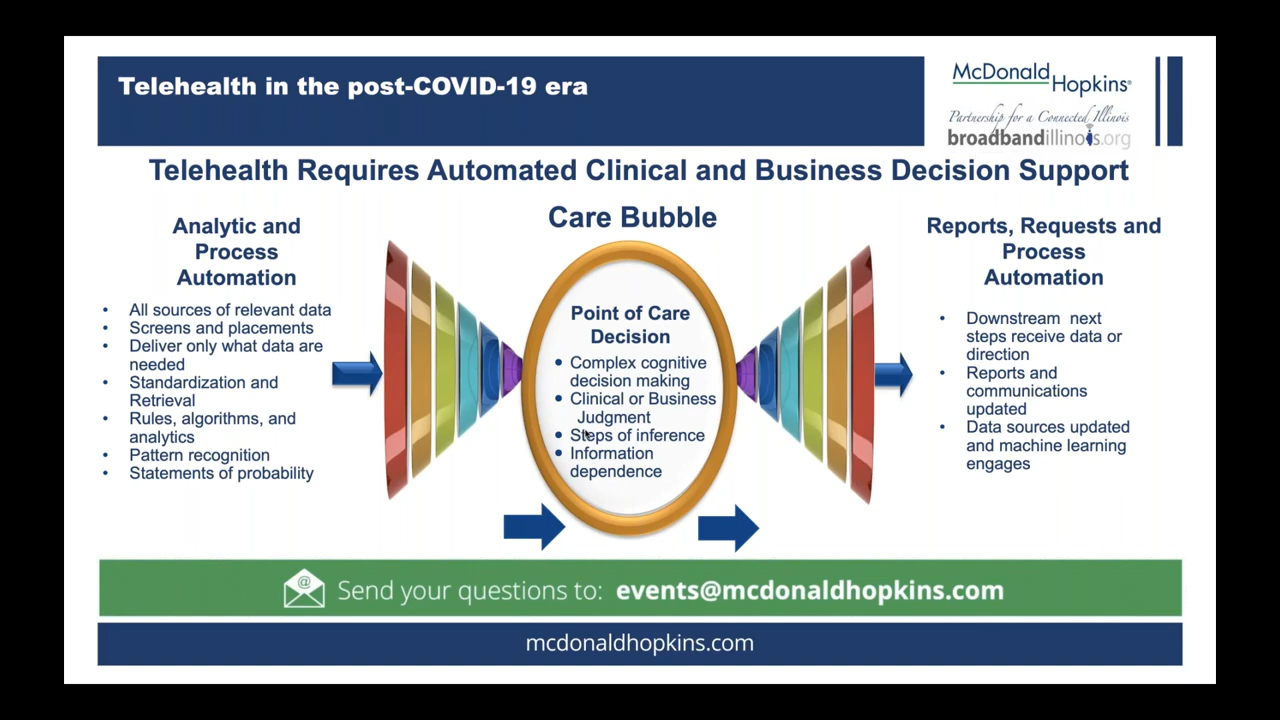 Telehealth in the post-COVID-19 era
McDonald
Hopkins®
Partnership for a Connected Illinois
broadbandillinois.org
Telehealth Requires Automated Clinical and Business Decision Support
Analytic and
Process
Automation
• All sources of relevant data
• Screens and placements
• Deliver only what data are
needed
• Standardization and
Retrieval
• Rules, algorithms, and
analytics
• Pattern recognition
• Statements of probability
Care Bubble
Point of Care
Decision
• Complex cognitive
decision making
• Clinical or Business
Judgment
• Steps of inference
• Information
dependence
Reports, Requests and
Process
Automation
• Downstream next
steps receive data or
direction
• Reports and
communications
updated
• Data sources updated
and machine learning
engages
@
Send your questions to: events@mcdonaldhopkins.com
mcdonaldhopkins.com